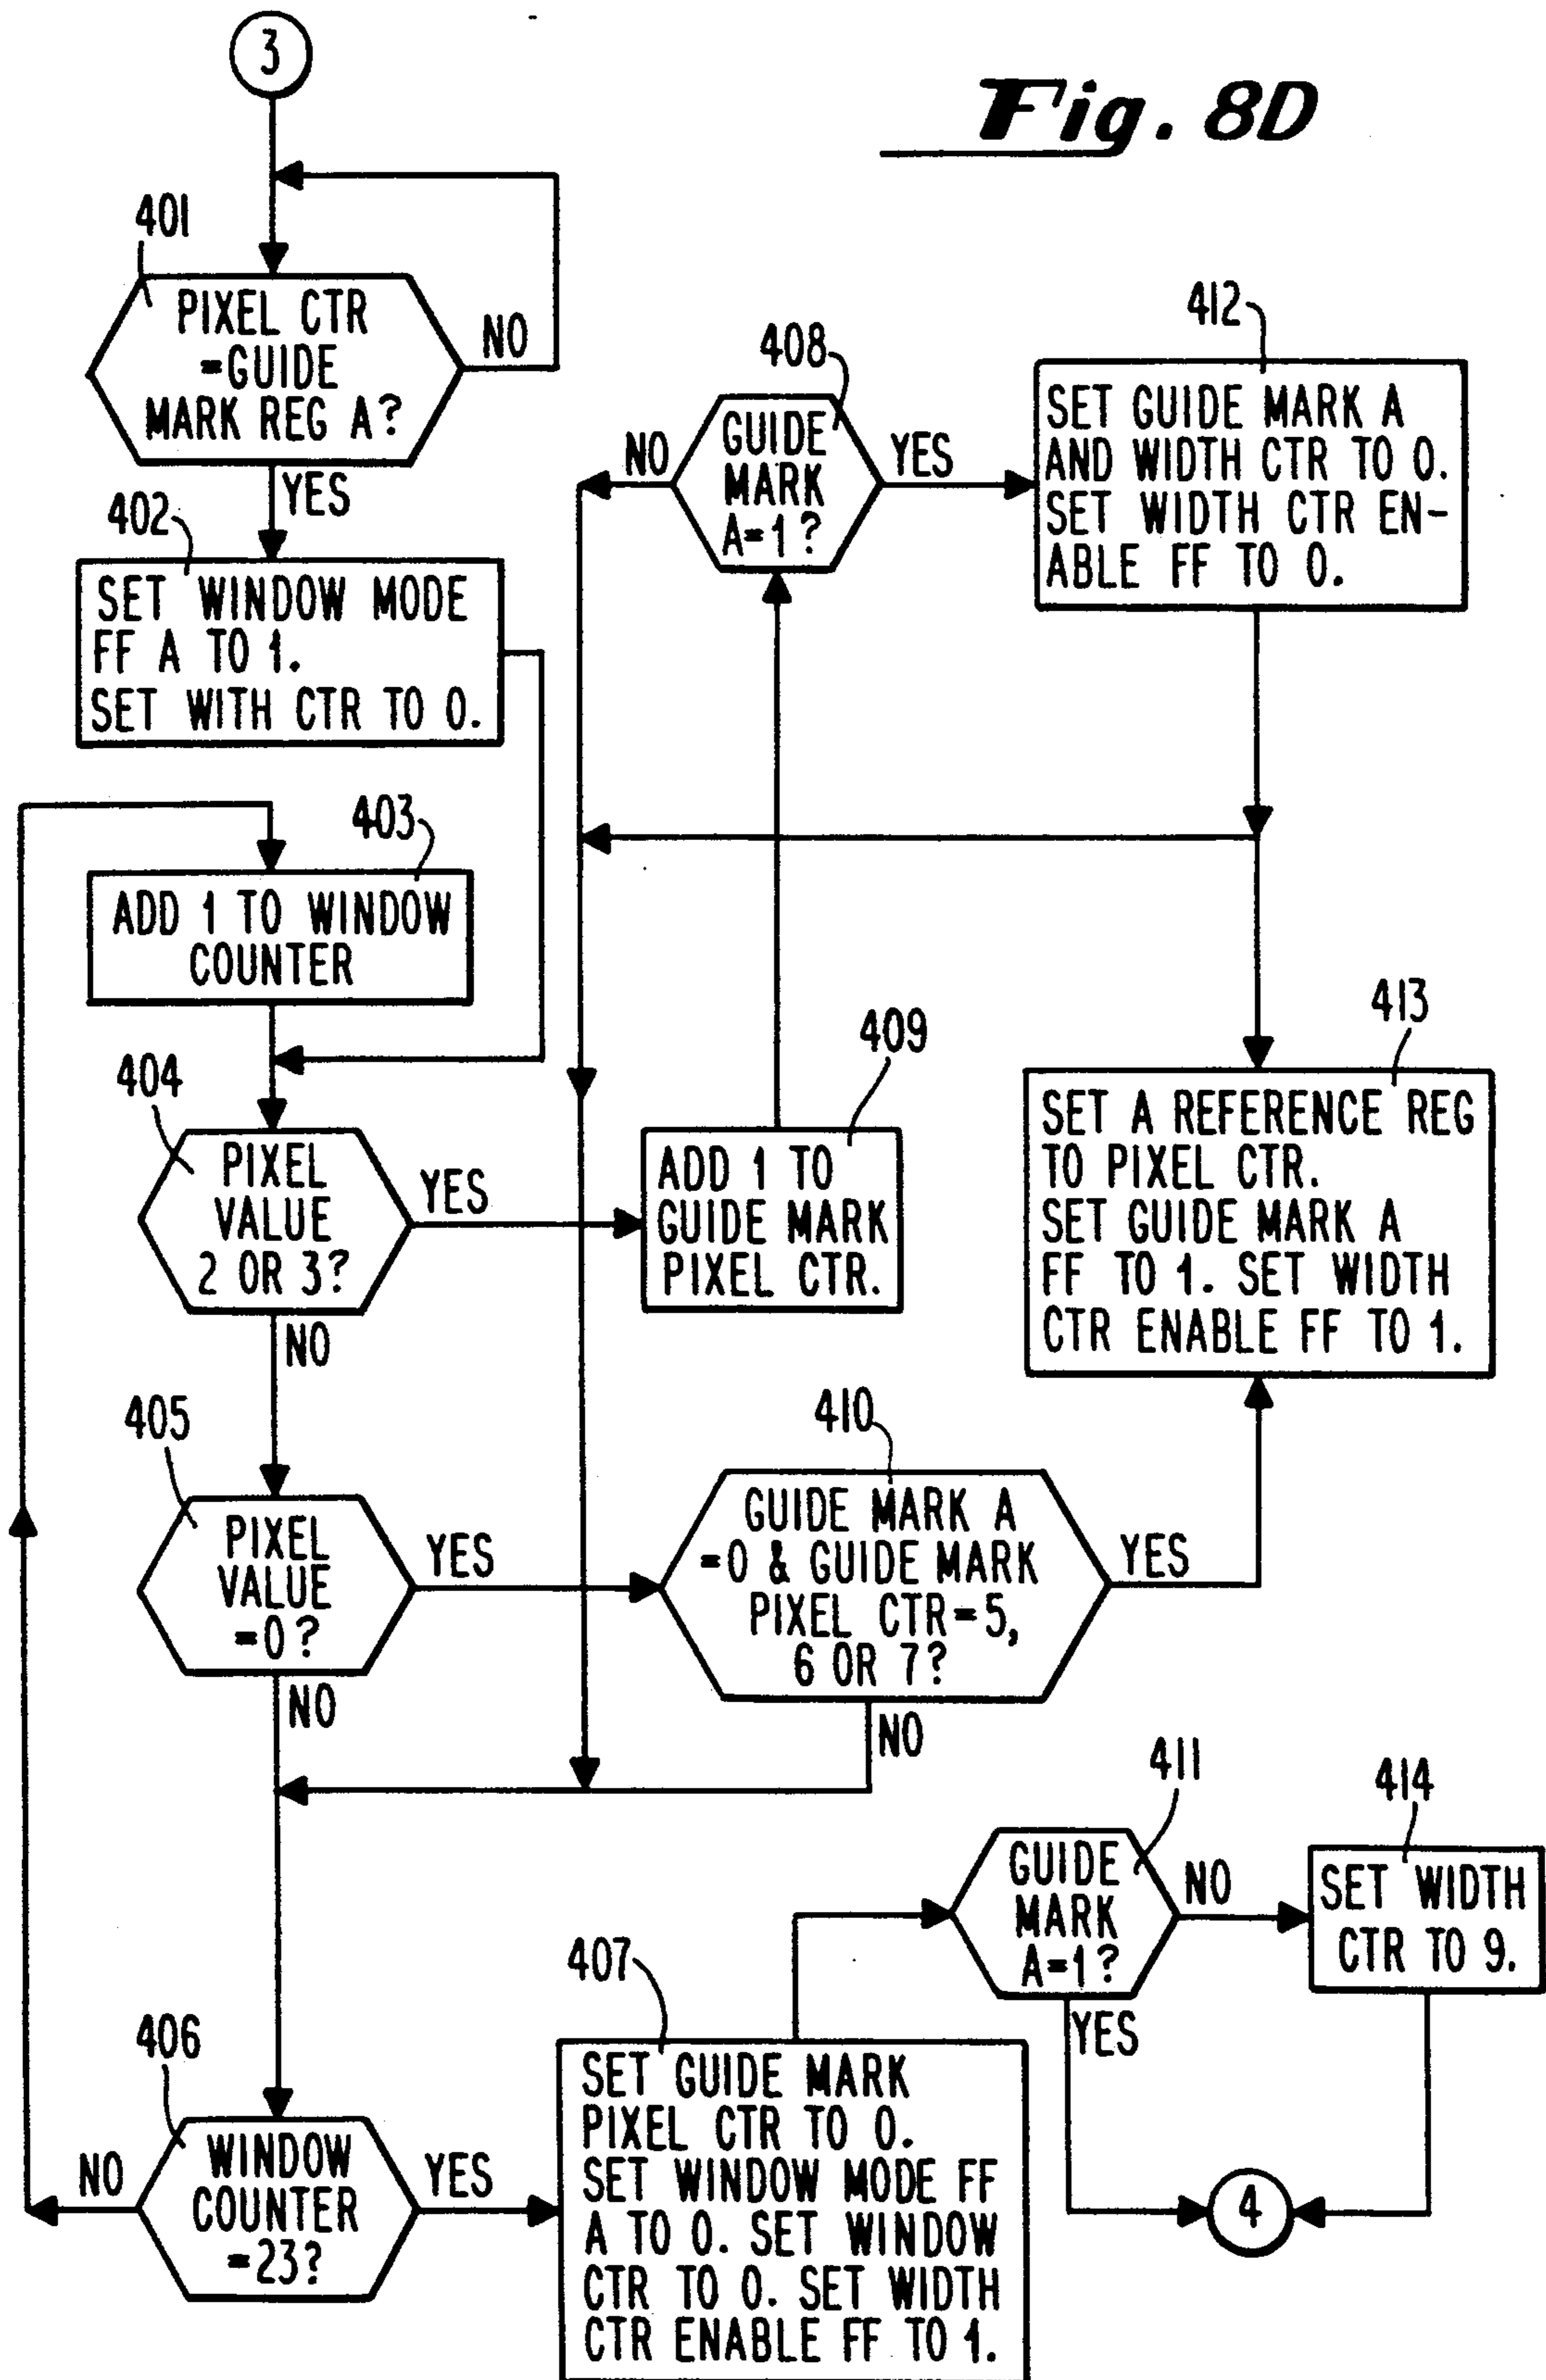 3
Fig. 8D
401
PIXEL CTR
=GUIDE
MARK REG A?
NO
YES
402
SET WINDOW MODE
FF A TO 1.
SET WITH CTR TO 0.
403
ADD 1 TO WINDOW
COUNTER
404
PIXEL
VALUE
2 OR 3?
YES
NO
405
PIXEL
VALUE
=0?
YES
NO
406
WINDOW
COUNTER
=23?
NO
YES
407
SET GUIDE MARK
PIXEL CTR TO 0.
SET WINDOW MODE FF
A TO 0. SET WINDOW
CTR TO 0. SET WIDTH
CTR ENABLE FF TO 1.
408
GUIDE
MARK
A=1?
NO
YES
409
ADD 1 TO
GUIDE MARK
PIXEL CTR.
410
GUIDE MARK A
=0 & GUIDE MARK
PIXEL CTR=5,
6 OR 7?
YES
NO
411
GUIDE
MARK
A=1?
NO
YES
412
SET GUIDE MARK A
AND WIDTH CTR TO 0.
SET WIDTH CTR EN-
ABLE FF TO 0.
413
SET A REFERENCE REG
TO PIXEL CTR.
SET GUIDE MARK A
FF TO 1. SET WIDTH
CTR ENABLE FF TO 1.
414
SET WIDTH
CTR TO 9.
4